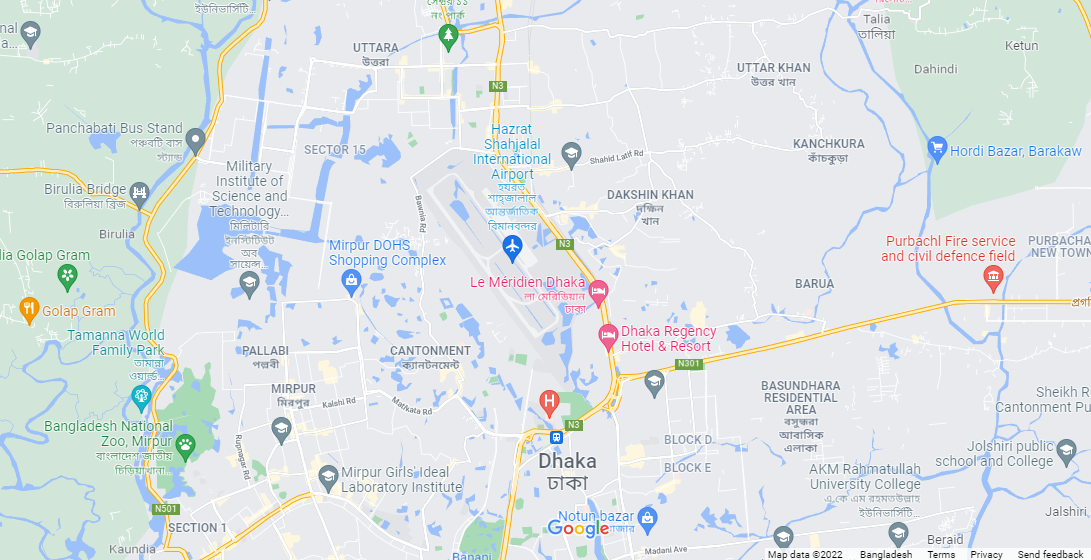 ইউনিভার্সিটি...
সেক্টর ১১
নং পার্ক
Talia
তালিয়া
Ketun
UTTARA
উত্তরা
Dahindi
UTTAR KHAN
উত্তর খান
N3
Panchabati Bus Stand
পঞ্চবটি বাস
স্ট্যান্ড
SECTOR 15
Hazrat
Shahjalal
International
Airport
হযরত
শাহজালাল
আন্তর্জাতিক
বিমানবন্দর
Shahid Latif Rd
KANCHKURA
কাঁচকুড়া
Hordi Bazar, Barakaw
Military
Institute of
Science and
Technology...
মিলিটারি
ইনস্টিটিউট
অব
সায়েন্স...
Birulia Bridge
বিরুলিয়া ব্রিজ
Birulia
Bawnia Rd
DAKSHIN KHAN
দক্ষিন
খান
N3
Mirpur DOHS
Shopping Complex
Purbachl Fire service
and civil defence field
PURBACHA
NEW TOWN
lia Golap Gram
Golap Gram
Le Méridien Dhaka
লা মেরিডিয়ান
ঢাকা
BARUA
Tamanna World
Family Park
তামান্না
ওয়ার্ল্ড...
Dhaka Regency
Hotel & Resort
PALLABI
পল্লবী
CANTONMENT
ক্যানটনমেন্ট
N301
MIRPUR
মিরপুর
Kalshi Rd
Matikata Rd
BASUNDHARA
RESIDENTIAL
AREA
বসুন্ধরা
আবাসিক
এলাকা
Sheikh R
Cantonment Pu
Bangladesh National
Zoo, Mirpur
বাংলাদেশ জাতীয়
চিড়িয়াখানা...
Rupnagar Rd
N3
BLOCK D
BLOCK E
Jolshiri public
school and College
Dhaka
ঢাকা
Mirpur Girls Ideal
Laboratory Institute
AKM Rahmatullah
University College
এ কে এম রহমতউল্লাহ
ইউনিভার্সিটি...
N501
SECTION 1
Notun bazar
Google
Jalshiri
Kaundia
Banani
Madani Ave
Beraid
Map data ©2022 Bangladesh Terms Privacy Send feedback